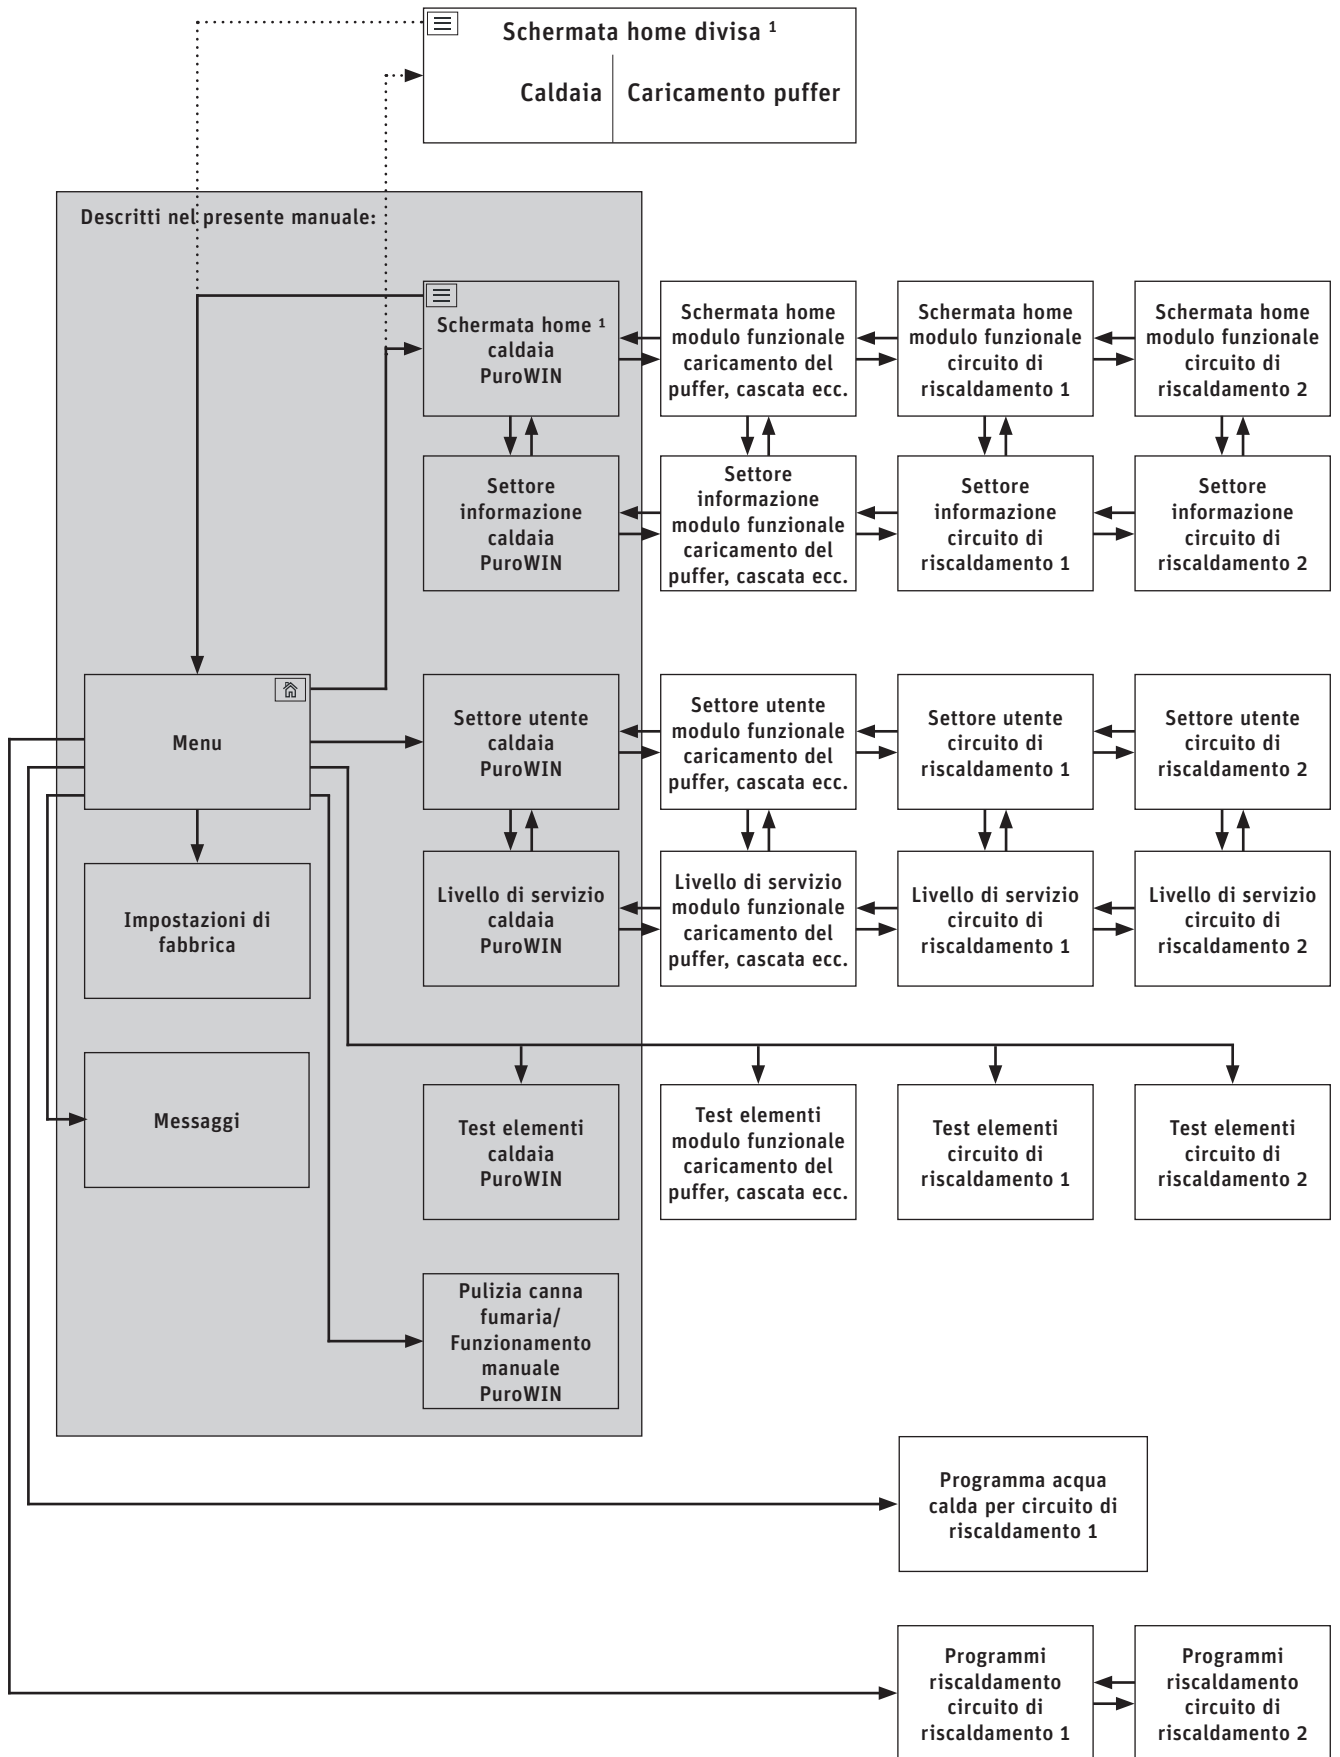 Schermata home divisa ¹
Caldaia
Caricamento puffer
Descritti nel presente manuale:
Schermata home ¹
caldaia
PuroWIN
Schermata home
modulo funzionale
caricamento del
puffer, cascata ecc.
Schermata home
modulo funzionale
circuito di
riscaldamento 1
Schermata home
modulo funzionale
circuito di
riscaldamento 2
Settore
informazione
caldaia
PuroWIN
Settore
informazione
modulo funzionale
caricamento del
puffer, cascata ecc.
Settore
informazione
circuito di
riscaldamento 1
Settore
informazione
circuito di
riscaldamento 2
Menu
Settore utente
caldaia
PuroWIN
Settore utente
modulo funzionale
caricamento del
puffer, cascata ecc.
Settore utente
circuito di
riscaldamento 1
Settore utente
circuito di
riscaldamento 2
Impostazioni di
fabbrica
Livello di servizio
caldaia
PuroWIN
Livello di servizio
modulo funzionale
caricamento del
puffer, cascata ecc.
Livello di servizio
circuito di
riscaldamento 1
Livello di servizio
circuito di
riscaldamento 2
Messaggi
Test elementi
caldaia
PuroWIN
Test elementi
modulo funzionale
caricamento del
puffer, cascata ecc.
Test elementi
circuito di
riscaldamento 1
Test elementi
circuito di
riscaldamento 2
Pulizia canna
fumaria/
Funzionamento
manuale
PuroWIN
Programma acqua
calda per circuito di
riscaldamento 1
Programmi
riscaldamento
circuito di
riscaldamento 1
Programmi
riscaldamento
circuito di
riscaldamento 2